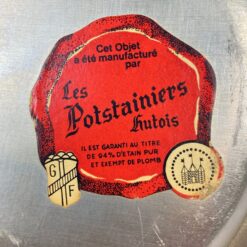 Cet Objet
a été manufacturé
par
Les
Potstainiers
hutois
IL EST GARANTI AU TITRE
DE 94% D'ETAIN PUR
ET EXEMPT DE PLOMB
G
F